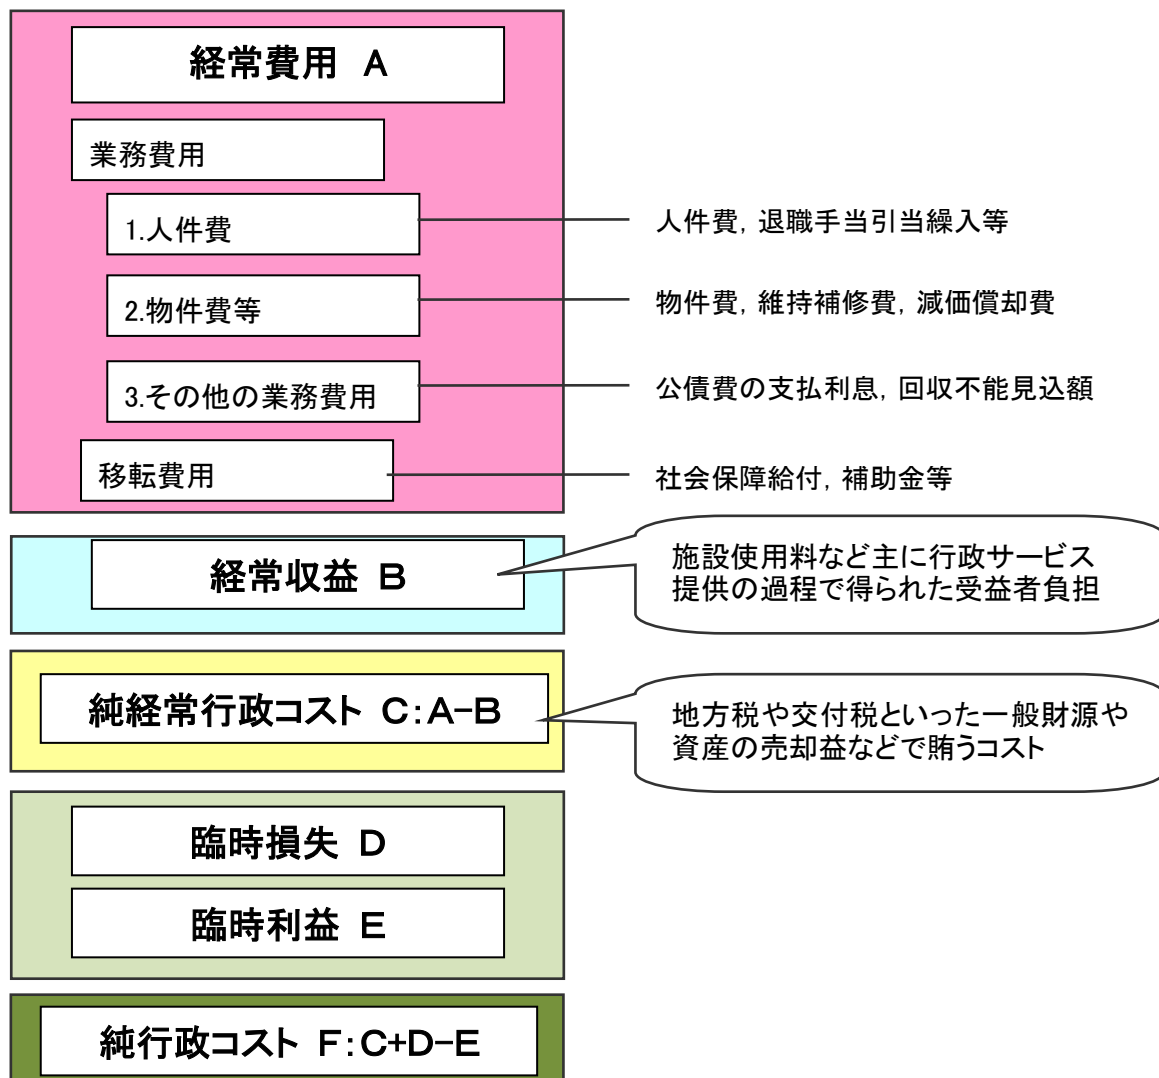 経常費用 A
業務費用
1.人件費
人件費, 退職手当引当繰入等
2.物件費等
物件費, 維持補修費, 減価償却費
3.その他の業務費用
公債費の支払利息, 回収不能見込額
移転費用
社会保障給付, 補助金等
経常収益 B
施設使用料など主に行政サービス
提供の過程で得られた受益者負担
純経常行政コスト C:A-B
地方税や交付税といった一般財源や
資産の売却益などで賄うコスト
臨時損失 D
臨時利益 E
純行政コスト F:C+D-E